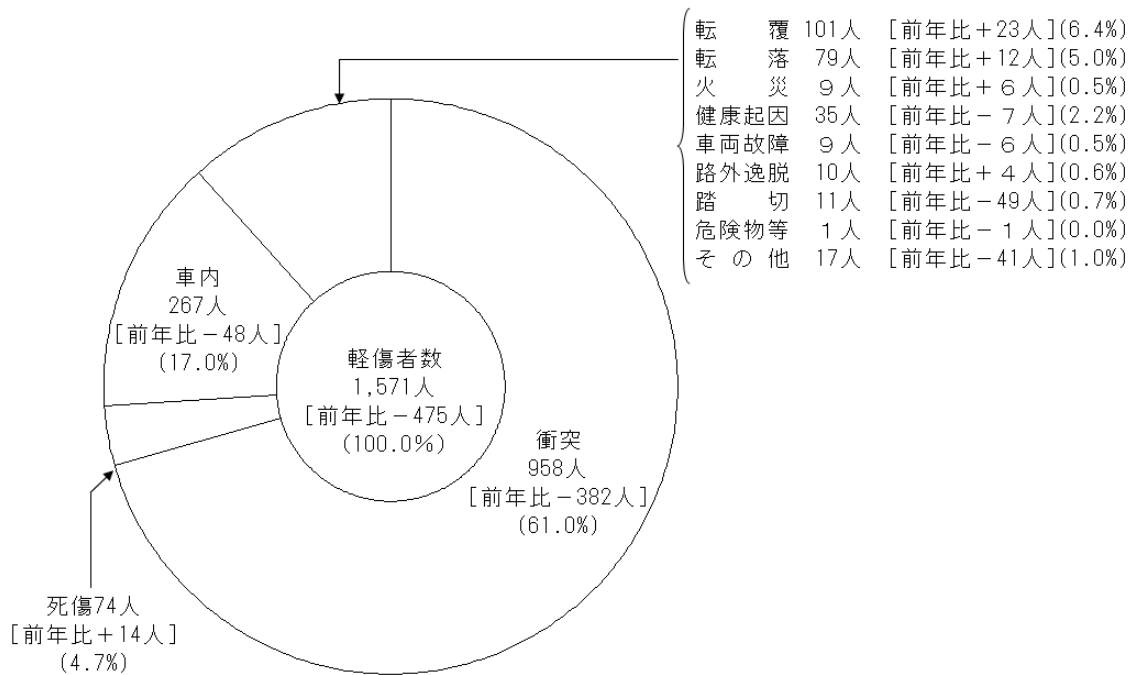 転　覆 101人 [前年比＋23人](6.4%)
転　落 79人 [前年比＋12人](5.0%)
火　災 ９人 [前年比＋６人](0.5%)
健康起因 35人 [前年比－７人](2.2%)
車両故障 ９人 [前年比－６人](0.5%)
路外逸脱 10人 [前年比＋４人](0.6%)
踏　切 11人 [前年比－49人](0.7%)
危険物等 １人 [前年比－１人](0.0%)
そ の 他 17人 [前年比－41人](1.0%)
車内
267人
[前年比－48人]
(17.0%)
軽傷者数
1,571人
[前年比－475人]
(100.0%)
衝突
958人
[前年比－382人]
(61.0%)
死傷74人
[前年比＋14人]
(4.7%)